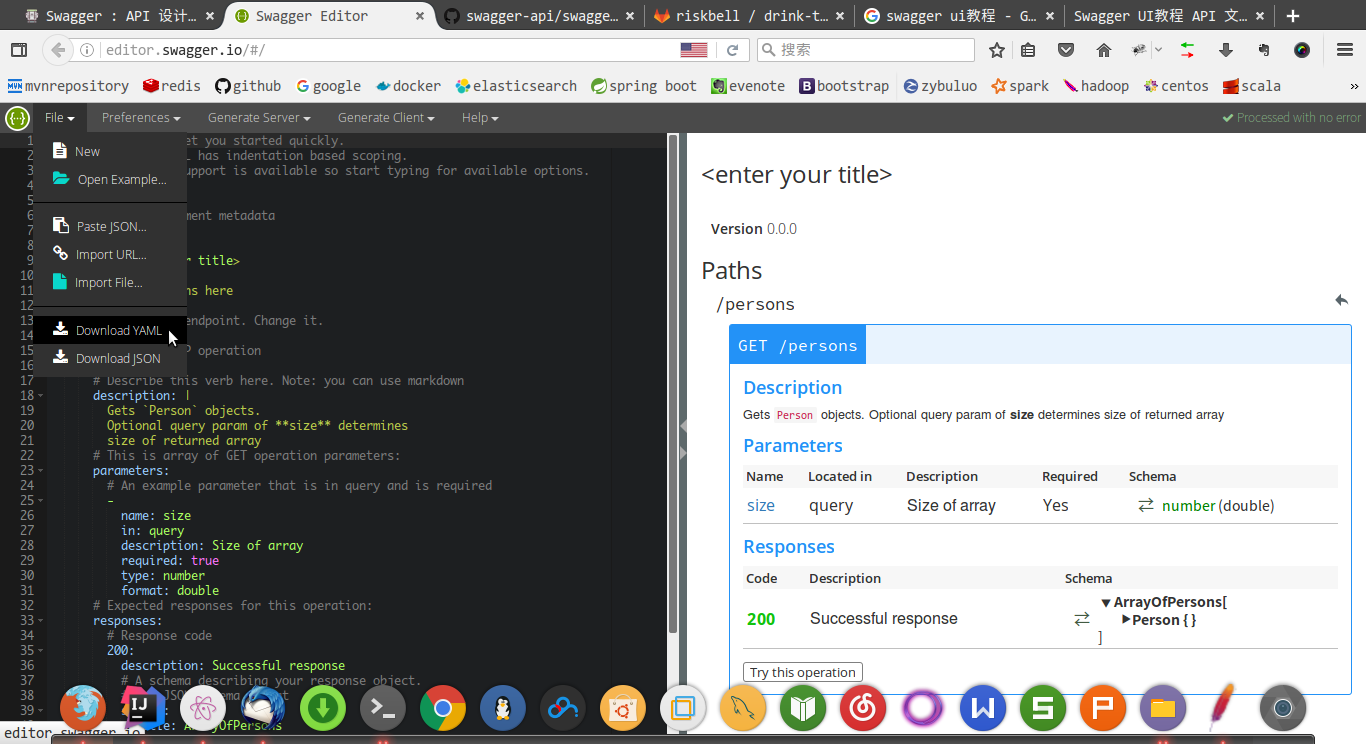 Swagger : API 设计...
Swagger Editor
swagger-api/swagge...
riskbell / drink-t...
swagger ui教程 - G...
Swagger UI教程 API 文...
editor.swagger.io/#/
搜索
mvnrepository
redis
github
google
docker
elasticsearch
spring boot
evenote
bootstrap
zybuluo
spark
hadoop
centos
scala
File
Preferences
Generate Server
Generate Client
Help
Processed with no error
New
Open Example...
Paste JSON...
Import URL...
Import File...
Download YAML
Download JSON
1 et you started quickly.
2 l has indentation based scoping.
3 upport is available so start typing for available options.
4
5
6 ment metadata
7
8
9 r title>
10
11 ns here
12
13 endpoint. Change it.
14
15 P operation
16
17 # Describe this verb here. Note: you can use markdown
18 description: |
19 Gets `Person` objects.
20 Optional query param of **size** determines
21 size of returned array
22 # This is array of GET operation parameters:
23 parameters:
24 # An example parameter that is in query and is required
25 -
26 name: size
27 in: query
28 description: Size of array
29 required: true
30 type: number
31 format: double
32 # Expected responses for this operation:
33 responses:
34 # Response code
35 200:
36 description: Successful response
37 # A schema describing your response object.
38
39
ArrayOfPersons
editor.swagger.io
<enter your title>
Version 0.0.0
Paths
/persons
GET /persons
Description
Gets Person objects. Optional query param of size determines size of returned array
Parameters
Name Located in Description Required Schema
size query Size of array Yes ⇄ number (double)
Responses
Code Description Schema
200 Successful response ⇄ ▼ArrayOfPersons[
▶Person { }
]
Try this operation